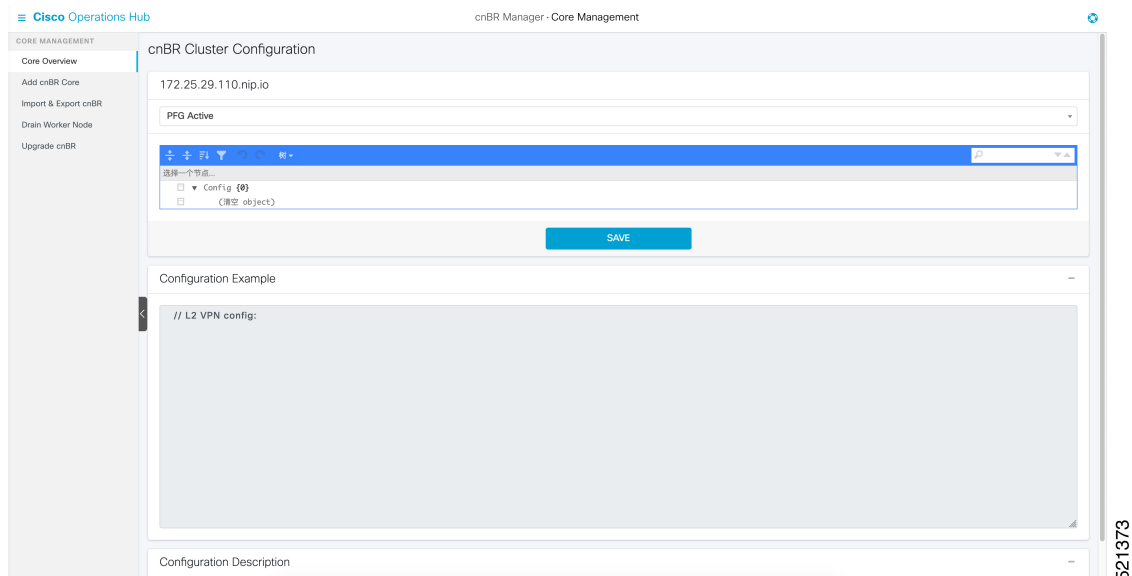 Cisco Operations Hub
cnBR Manager · Core Management
CORE MANAGEMENT
Core Overview
Add cnBR Core
Import & Export cnBR
Drain Worker Node
Upgrade cnBR
cnBR Cluster Configuration
172.25.29.110.nip.io
PFG Active
树
选择一个节点...
Config {0}
(清空 object)
SAVE
Configuration Example
// L2 VPN config:
Configuration Description
521373